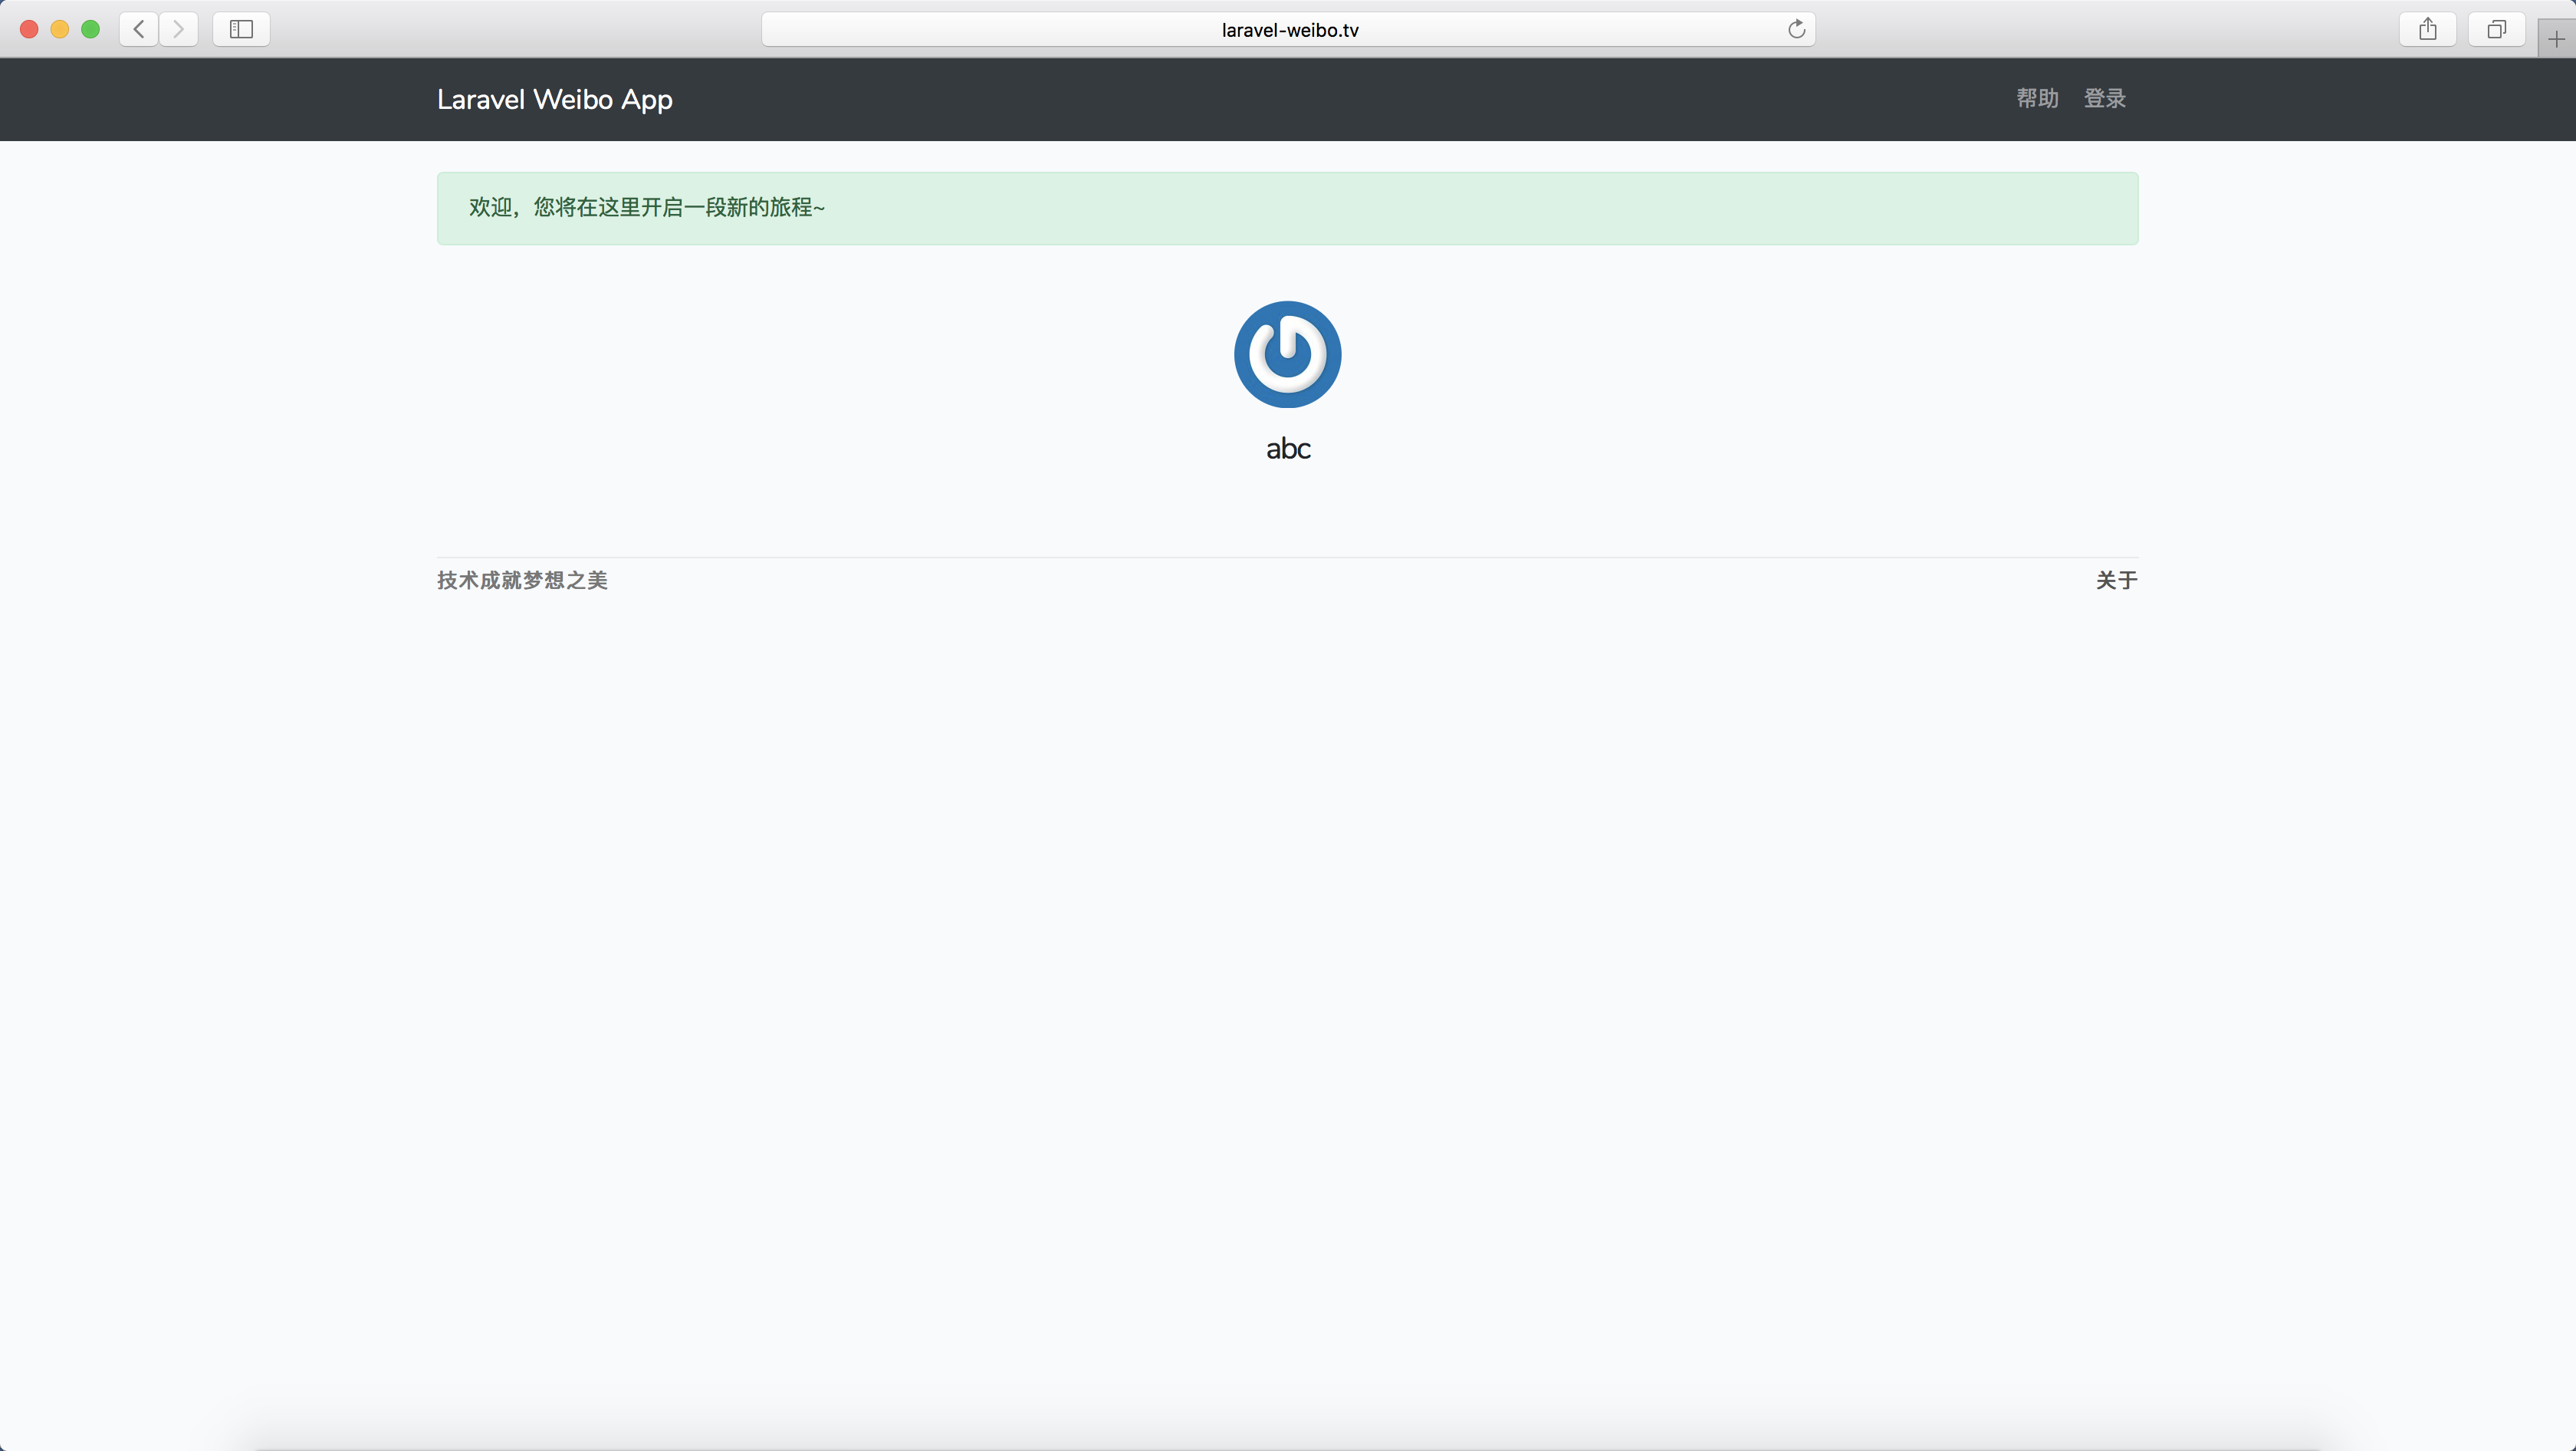 laravel-weibo.tv
Laravel Weibo App
帮助 登录
欢迎，您将在这里开启一段新的旅程~
abc
技术成就梦想之美
关于